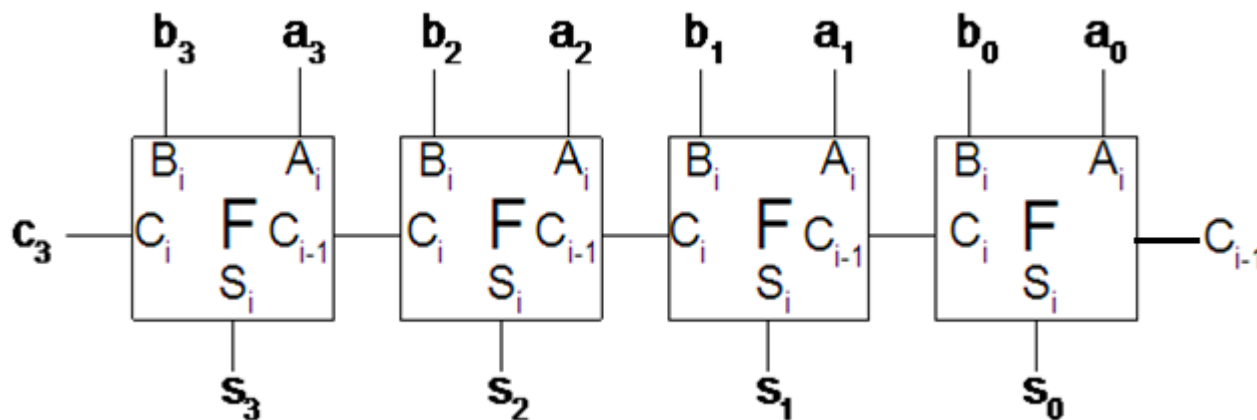 b₃ a₃ b₂ a₂ b₁ a₁ b₀ a₀
Bᵢ Aᵢ Bᵢ Aᵢ Bᵢ Aᵢ Bᵢ Aᵢ
c₃ Cᵢ F Cᵢ₋₁ Cᵢ F Cᵢ₋₁ Cᵢ F Cᵢ₋₁ Cᵢ F Cᵢ₋₁
Sᵢ Sᵢ Sᵢ Sᵢ
s₃ s₂ s₁ s₀